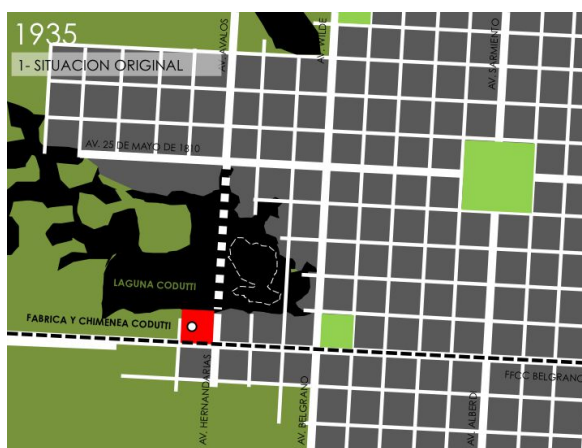 1935
1- SITUACION ORIGINAL
AV. AVALOS
AV. WILDE
AV. SARMIENTO
AV. 25 DE MAYO DE 1810
LAGUNA CODUTTI
FABRICA Y CHIMENEA CODUTTI
FFCC BELGRANO
AV. HERNANDARIAS
AV. BELGRANO
AV. ALBERDI